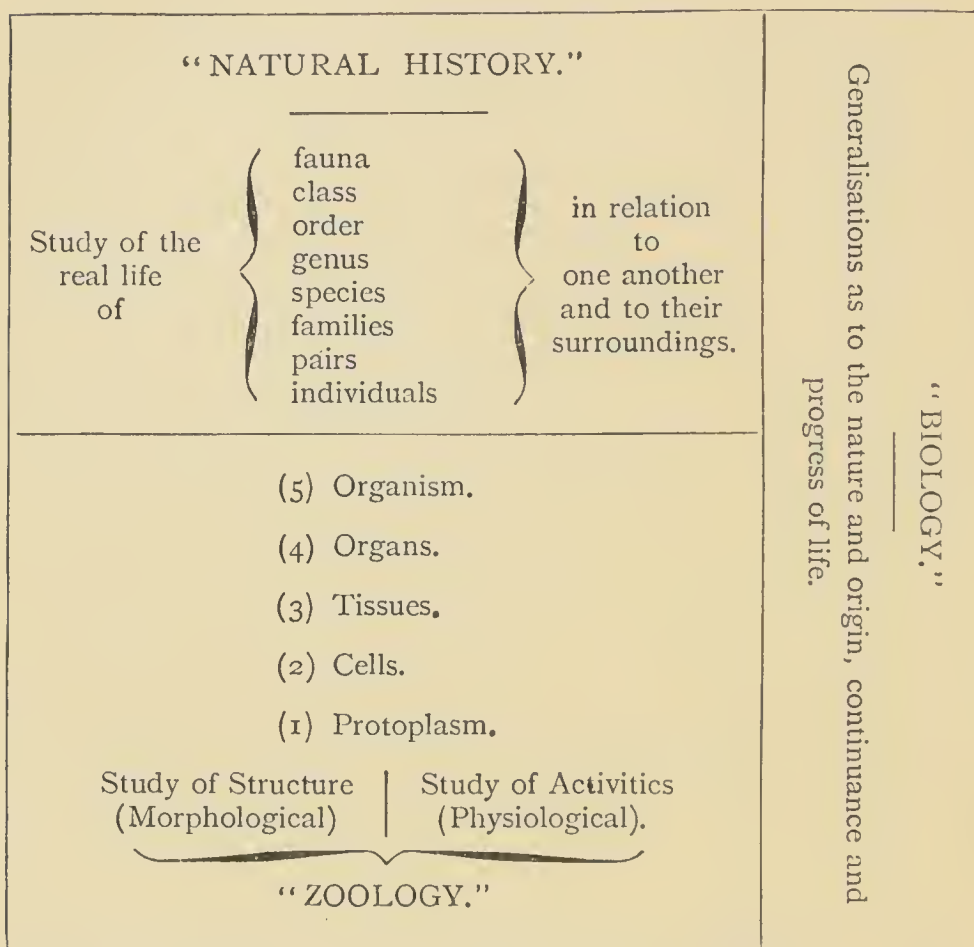 “NATURAL HISTORY.”
Study of the
real life
of
fauna
class
order
genus
species
families
pairs
individuals
in relation
to
one another
and to their
surroundings.
(5) Organism.
(4) Organs.
(3) Tissues.
(2) Cells.
(1) Protoplasm.
Study of Structure
(Morphological)
Study of Activities
(Physiological).
“ZOOLOGY.”
“BIOLOGY.”
Generalisations as to the nature and origin, continuance and
progress of life.